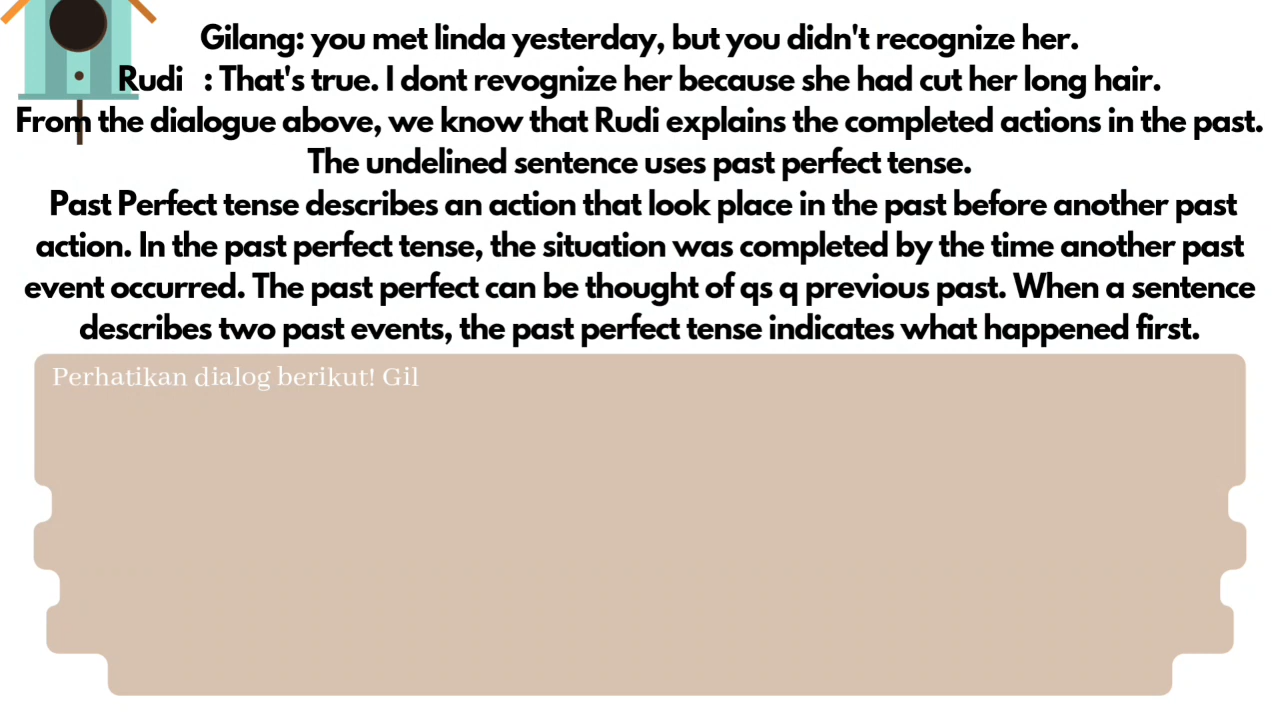 Gilang: you met linda yesterday, but you didn't recognize her.
Rudi : That's true. I dont revognize her because she had cut her long hair.
From the dialogue above, we know that Rudi explains the completed actions in the past.
The undelined sentence uses past perfect tense.
Past Perfect tense describes an action that look place in the past before another past
action. In the past perfect tense, the situation was completed by the time another past
event occurred. The past perfect can be thought of qs q previous past. When a sentence
describes two past events, the past perfect tense indicates what happened first.
Perhatikan dialog berikut! Gil